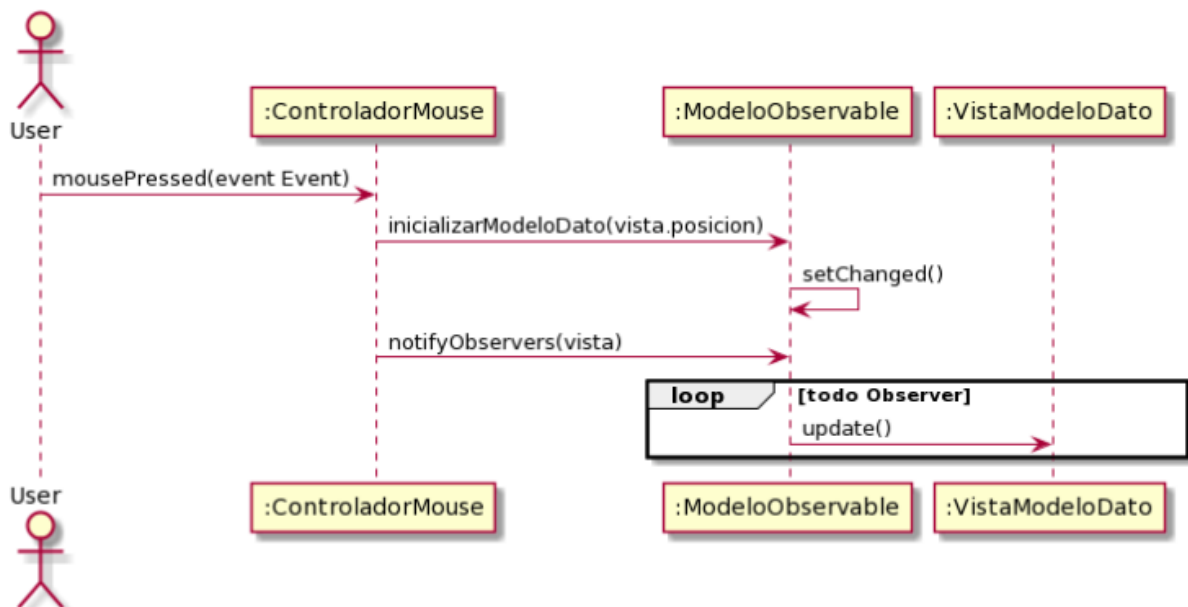 User
:ControladorMouse
:ModeloObservable
:VistaModeloDato
mousePressed(event Event)
inicializarModeloDato(vista.posicion)
setChanged()
notifyObservers(vista)
loop [todo Observer]
update()
User
:ControladorMouse
:ModeloObservable
:VistaModeloDato